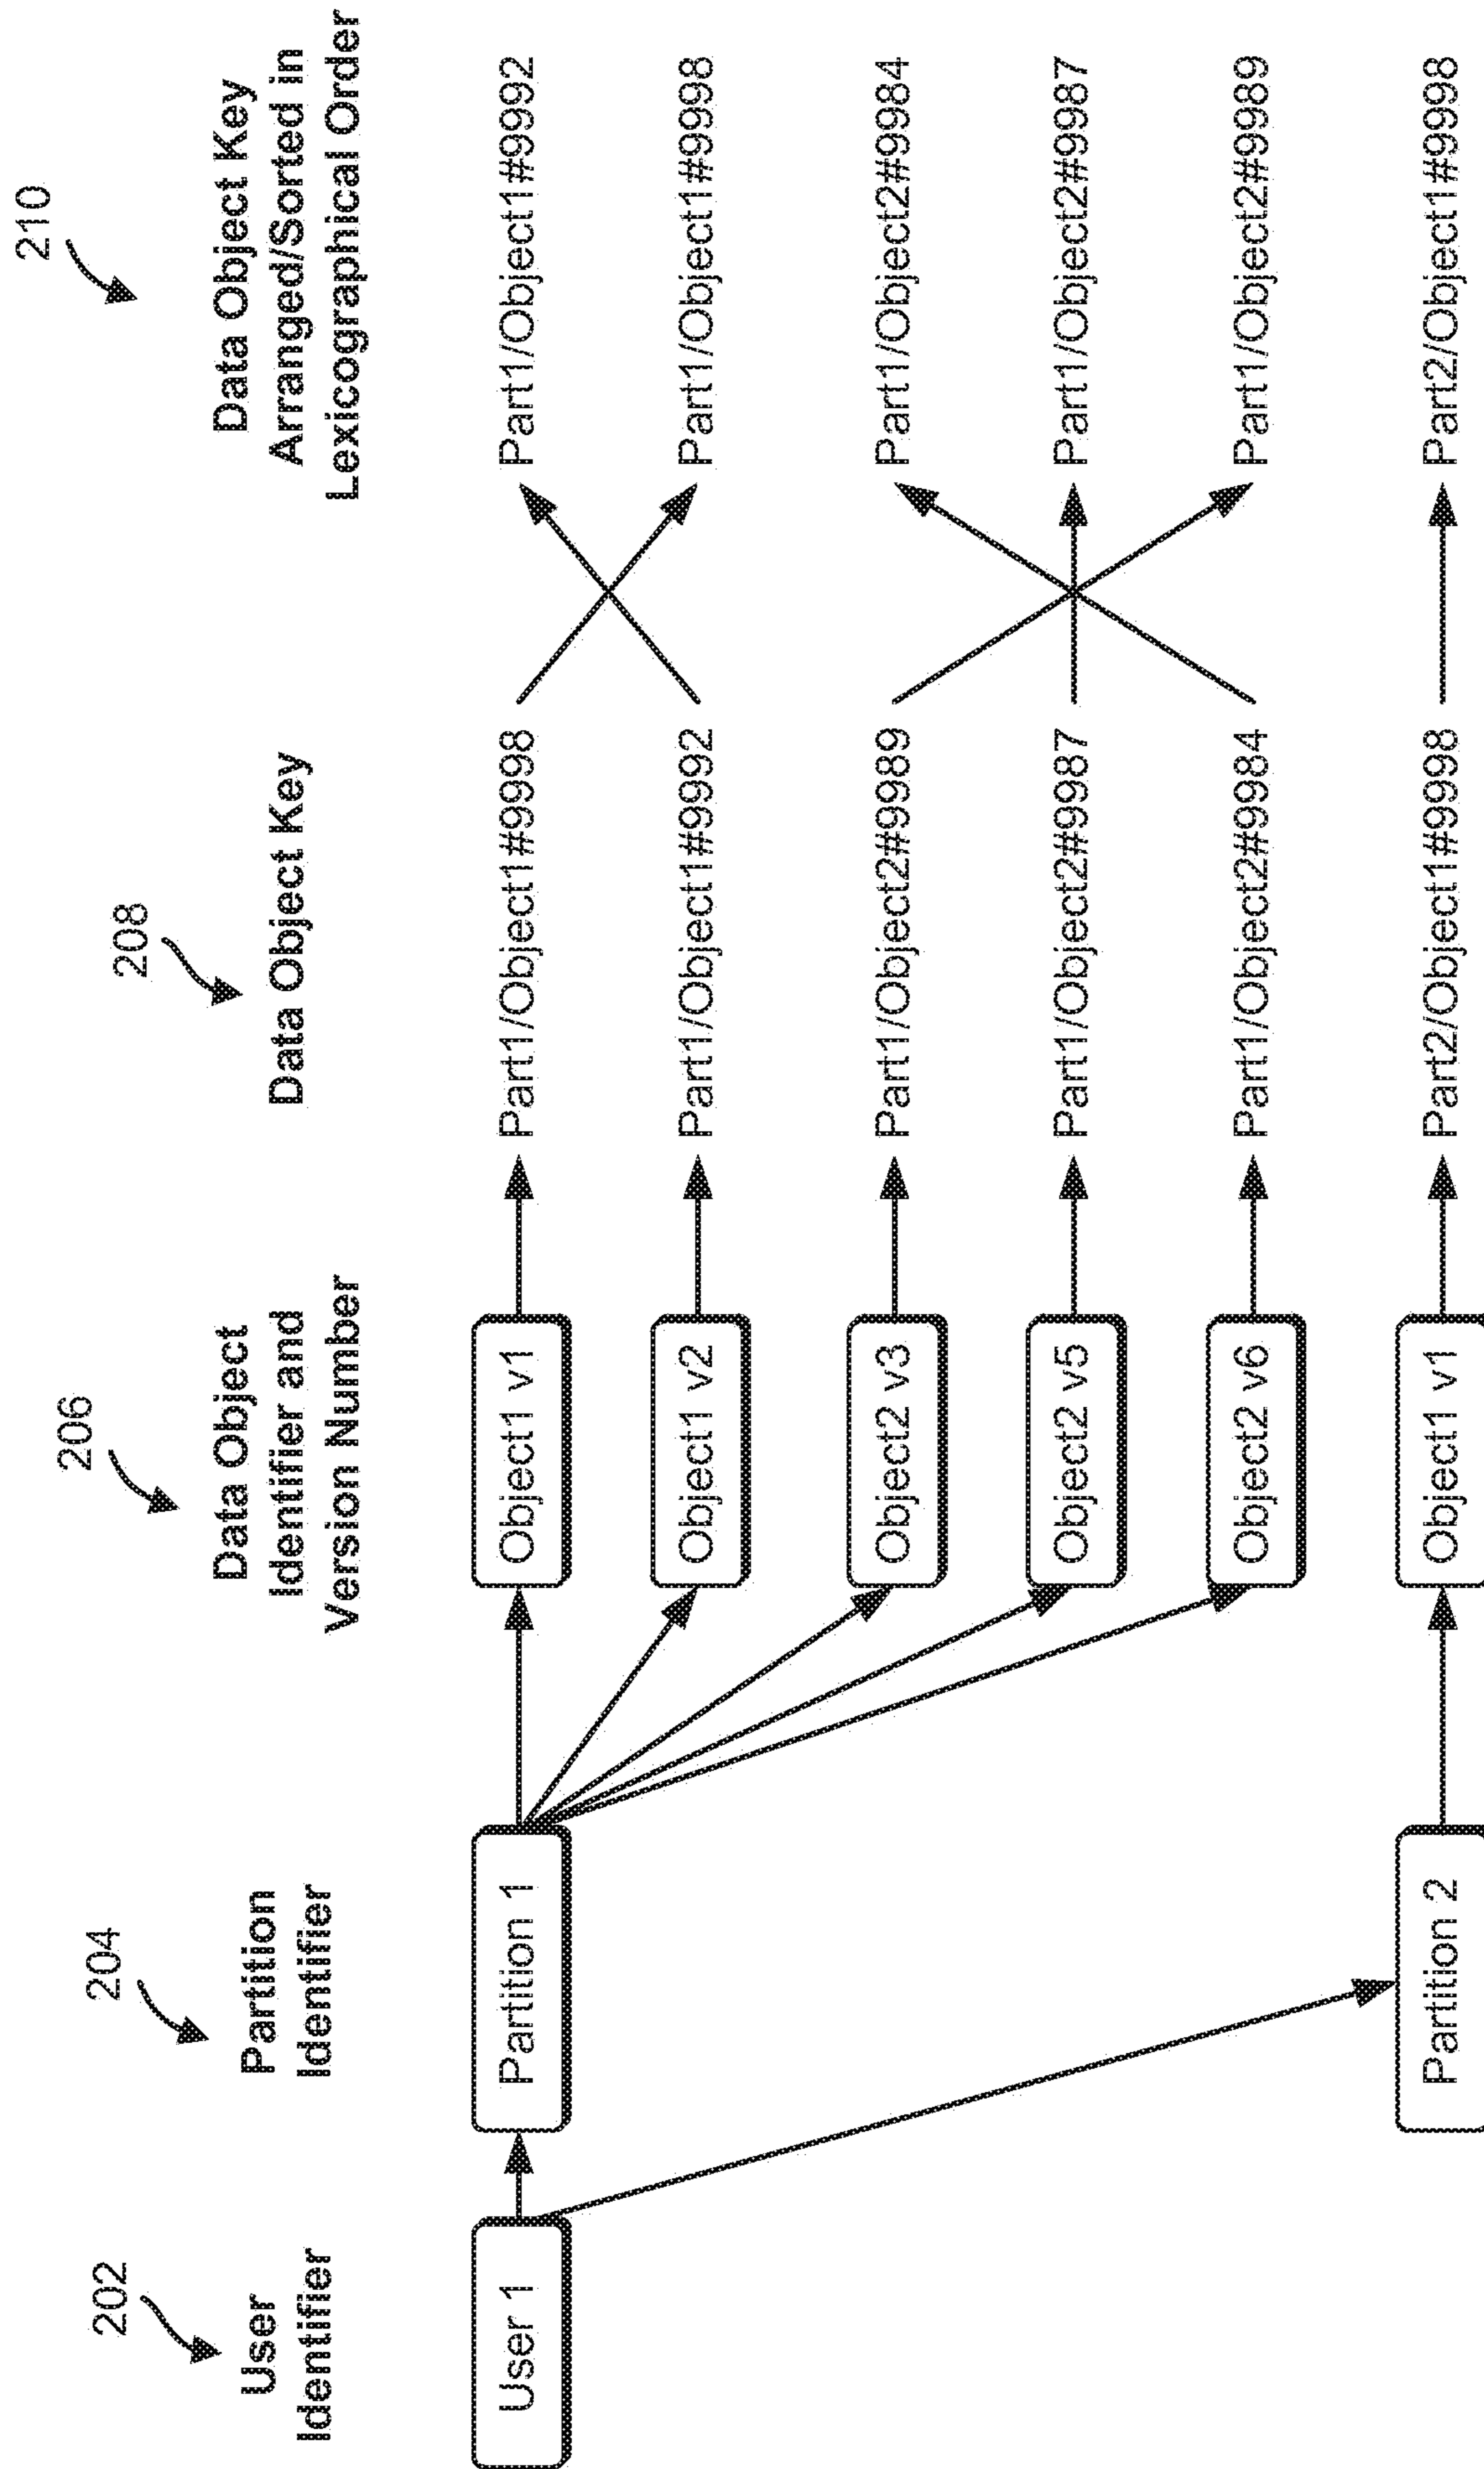 202
User
Identifier
204
Partition
Identifier
206
Data Object
Identifier and
Version Number
208
Data Object Key
210
Data Object Key
Arranged/Sorted in
Lexicographical Order
User 1
Partition 1
Object1 v1
Part1/Object1#9998
Part1/Object1#9992
Object1 v2
Part1/Object1#9992
Part1/Object1#9998
Object2 v3
Part1/Object2#9989
Part1/Object2#9984
Object2 v5
Part1/Object2#9987
Part1/Object2#9987
Object2 v6
Part1/Object2#9984
Part1/Object2#9989
Partition 2
Object1 v1
Part2/Object1#9998
Part2/Object1#9998